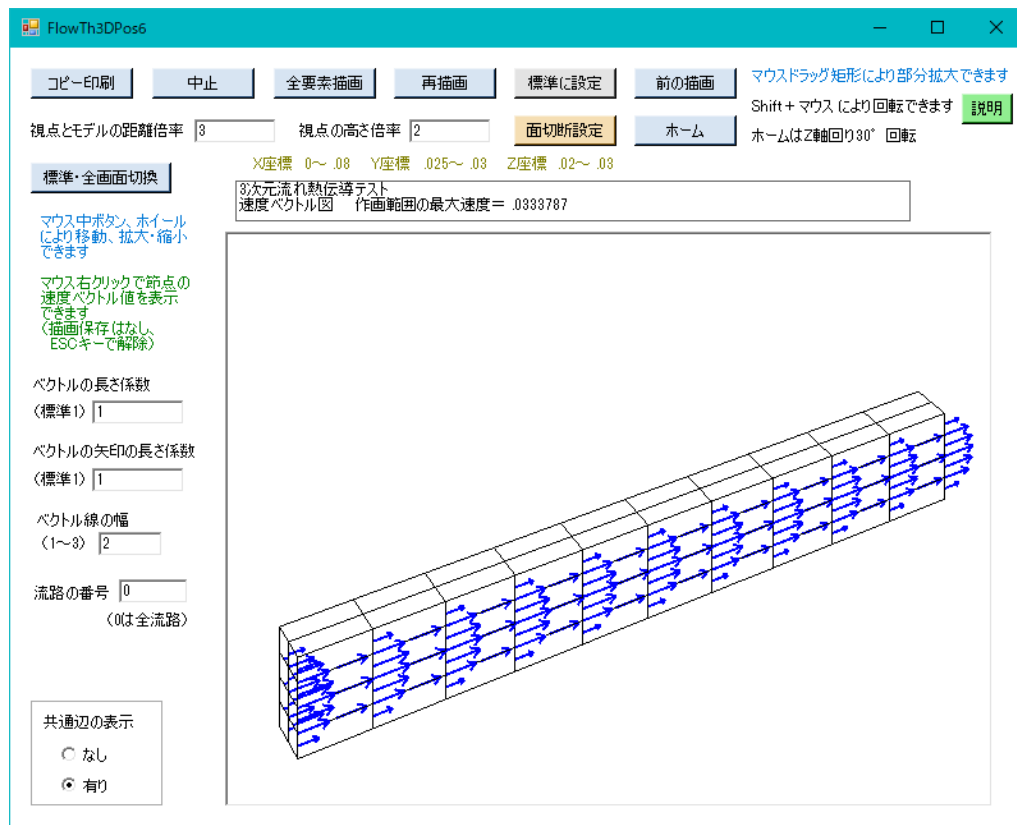 FlowTh3DPos6
コピー印刷 中止 全要素描画 再描画 標準に設定 前の描画
マウスドラッグ矩形により部分拡大できます
Shift+マウスにより回転できます 説明
視点とモデルの距離倍率 3 視点の高さ倍率 2 面切断設定 ホーム
ホームはZ軸回り30° 回転
標準・全画面切換
X座標 0～ .08 Y座標 .025～ .03 Z座標 .02～ .03
3次元流れ熱伝導テスト
速度ベクトル図 作画範囲の最大速度= .0333787
マウス中ボタン、ホイール
により移動、拡大・縮小
できます
マウス右クリックで節点の
速度ベクトル値を表示
できます
(描画保存はなし、
ESCキーで解除)
ベクトルの長さ係数
(標準1) 1
ベクトルの矢印の長さ係数
(標準1) 1
ベクトル線の幅
(1～3) 2
流路の番号 0
(0は全流路)
共通辺の表示
なし
有り